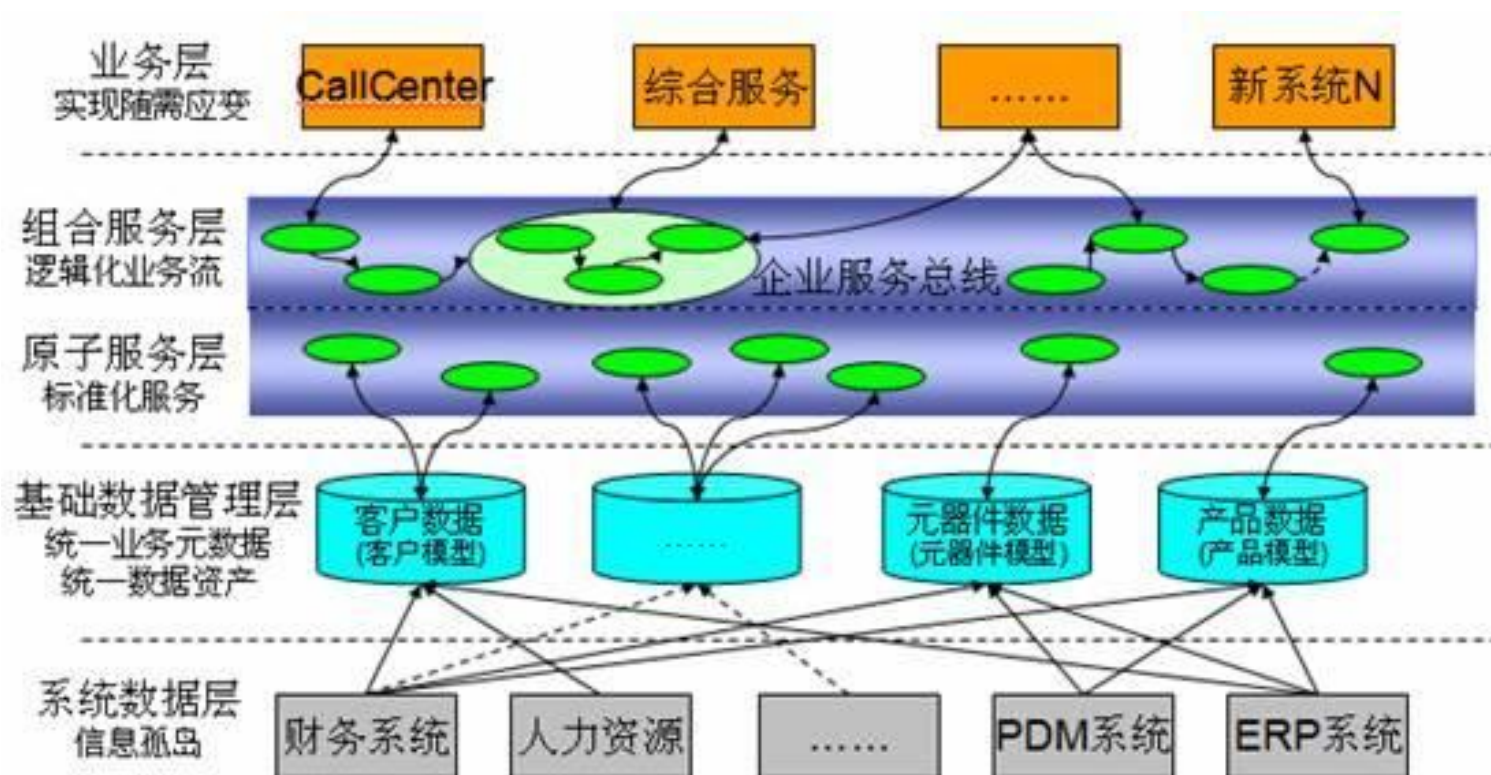 业务层
实现随需应变
CallCenter
综合服务
……
新系统N
组合服务层
逻辑化业务流
企业服务总线
原子服务层
标准化服务
基础数据管理层
统一业务元数据
统一数据资产
客户数据
(客户模型)
……
元器件数据
(元器件模型)
产品数据
(产品模型)
系统数据层
信息孤岛
财务系统
人力资源
……
PDM系统
ERP系统